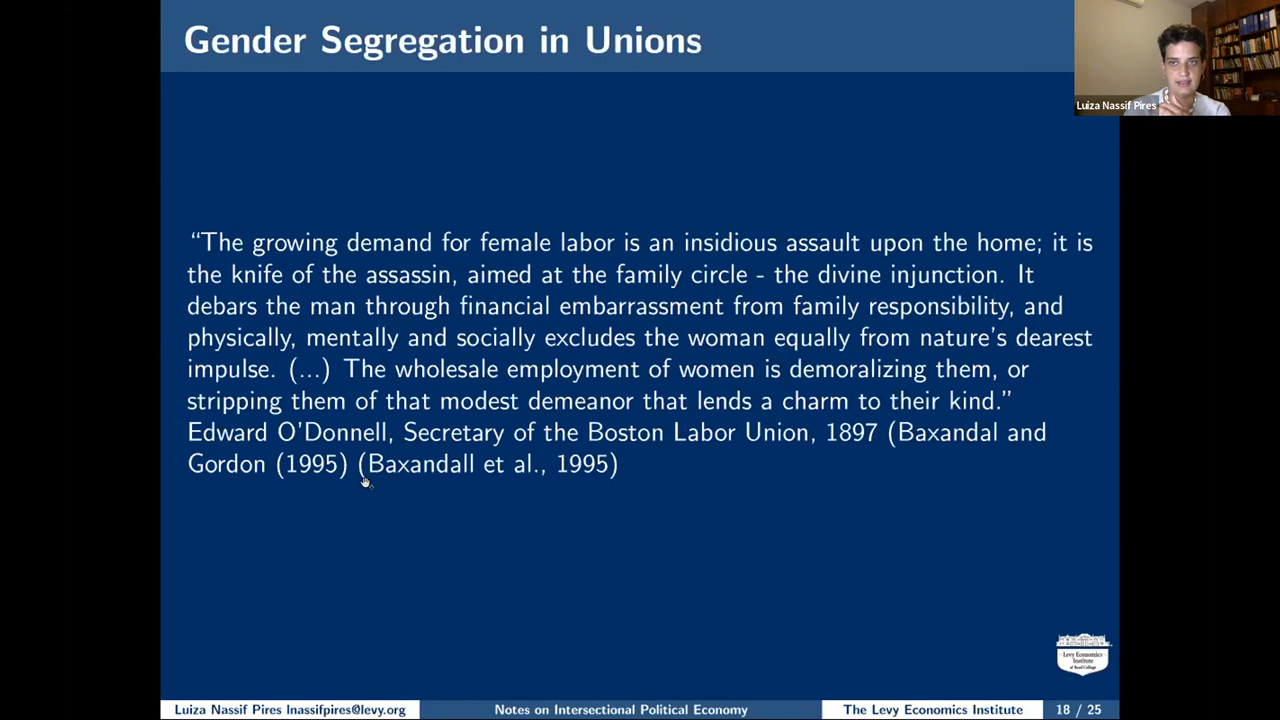 Gender Segregation in Unions
Luiza Nassif Pires
“The growing demand for female labor is an insidious assault upon the home; it is
the knife of the assassin, aimed at the family circle - the divine injunction. It
debars the man through financial embarrassment from family responsibility, and
physically, mentally and socially excludes the woman equally from nature’s dearest
impulse. (...) The wholesale employment of women is demoralizing them, or
stripping them of that modest demeanor that lends a charm to their kind.”
Edward O’Donnell, Secretary of the Boston Labor Union, 1897 (Baxandal and
Gordon (1995) (Baxandall et al., 1995)
Levy Economics
Institute
of Bard College
Luiza Nassif Pires lnassifpires@levy.org
Notes on Intersectional Political Economy
The Levy Economics Institute
18 / 25